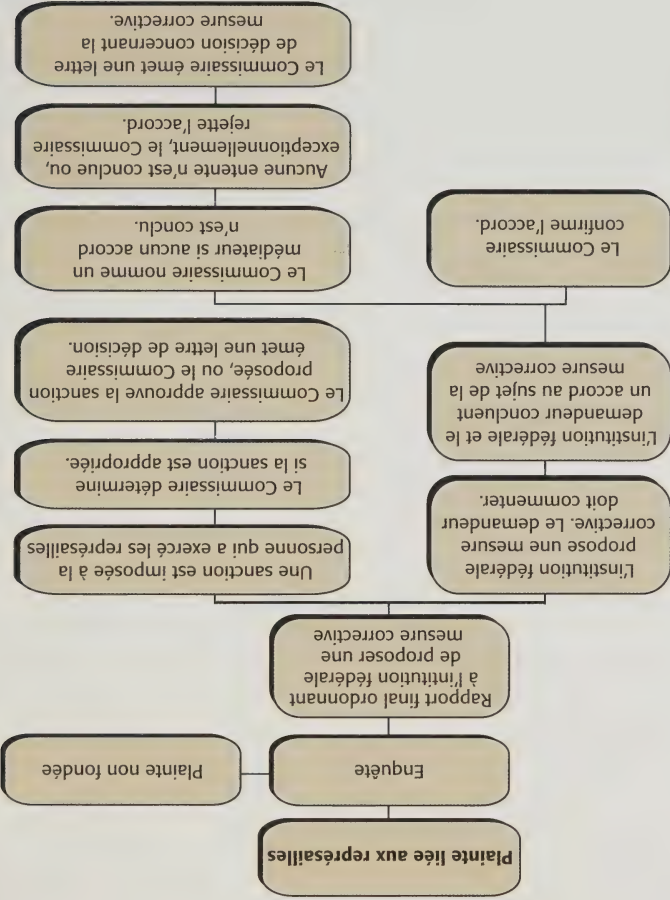 Plainte liée aux représailles
Enquête
Plainte non fondée
Rapport final ordonnant
à l'intitution fédérale
de proposer une
mesure corrective
L'institution fédérale
propose une mesure
corrective. Le demandeur
doit commenter.
L'institution fédérale et le
demandeur concluent
un accord au sujet de la
mesure corrective
Le Commissaire
confirme l'accord.
Une sanction est imposée à la
personne qui a exercé les représailles
Le Commissaire détermine
si la sanction est appropriée.
Le Commissaire approuve la sanction
proposée, ou le Commissaire
émet une lettre de décision.
Le Commissaire nomme un
médiateur si aucun accord
n'est conclu.
Aucune entente n'est conclue ou,
exceptionnellement, le Commissaire
rejette l'accord.
Le Commissaire émet une lettre
de décision concernant la
mesure corrective.